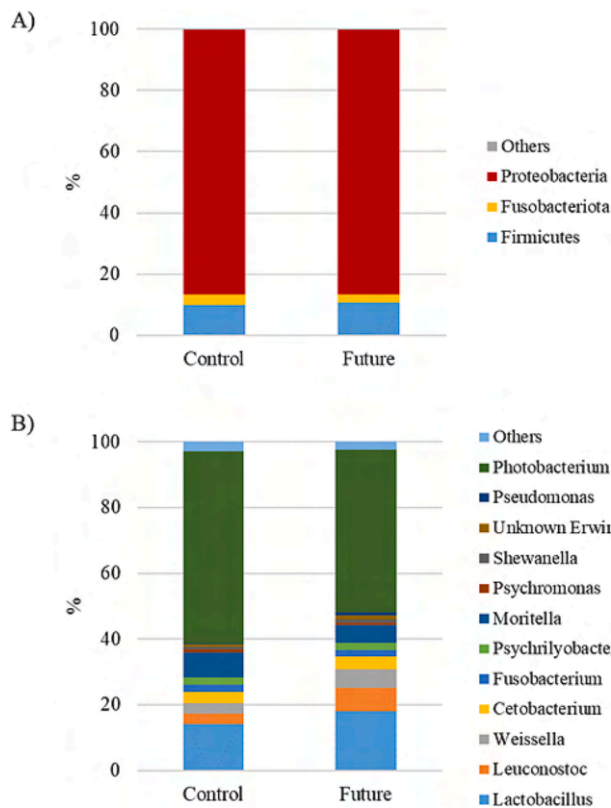 A)
100
80
60
40
20
0
%
Control
Future
Others
Proteobacteria
Fusobacteriota
Firmicutes
B)
100
80
60
40
20
0
%
Control
Future
Others
Photobacterium
Pseudomonas
Unknown Erwin
Shewanella
Psychromonas
Moritella
Psychrilyobacte
Fusobacterium
Cetobacterium
Weissella
Leuconostoc
Lactobacillus